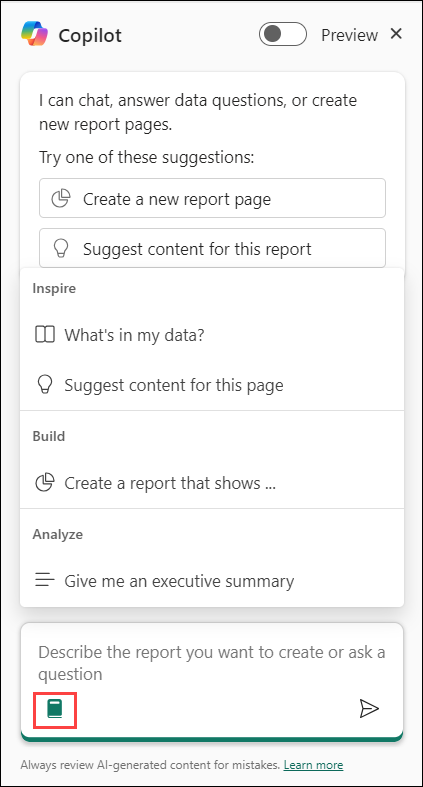 Copilot
Preview
I can chat, answer data questions, or create
new report pages.
Try one of these suggestions:
Create a new report page
Suggest content for this report
Inspire
What's in my data?
Suggest content for this page
Build
Create a report that shows ...
Analyze
Give me an executive summary
Describe the report you want to create or ask a
question
Always review AI-generated content for mistakes. Learn more